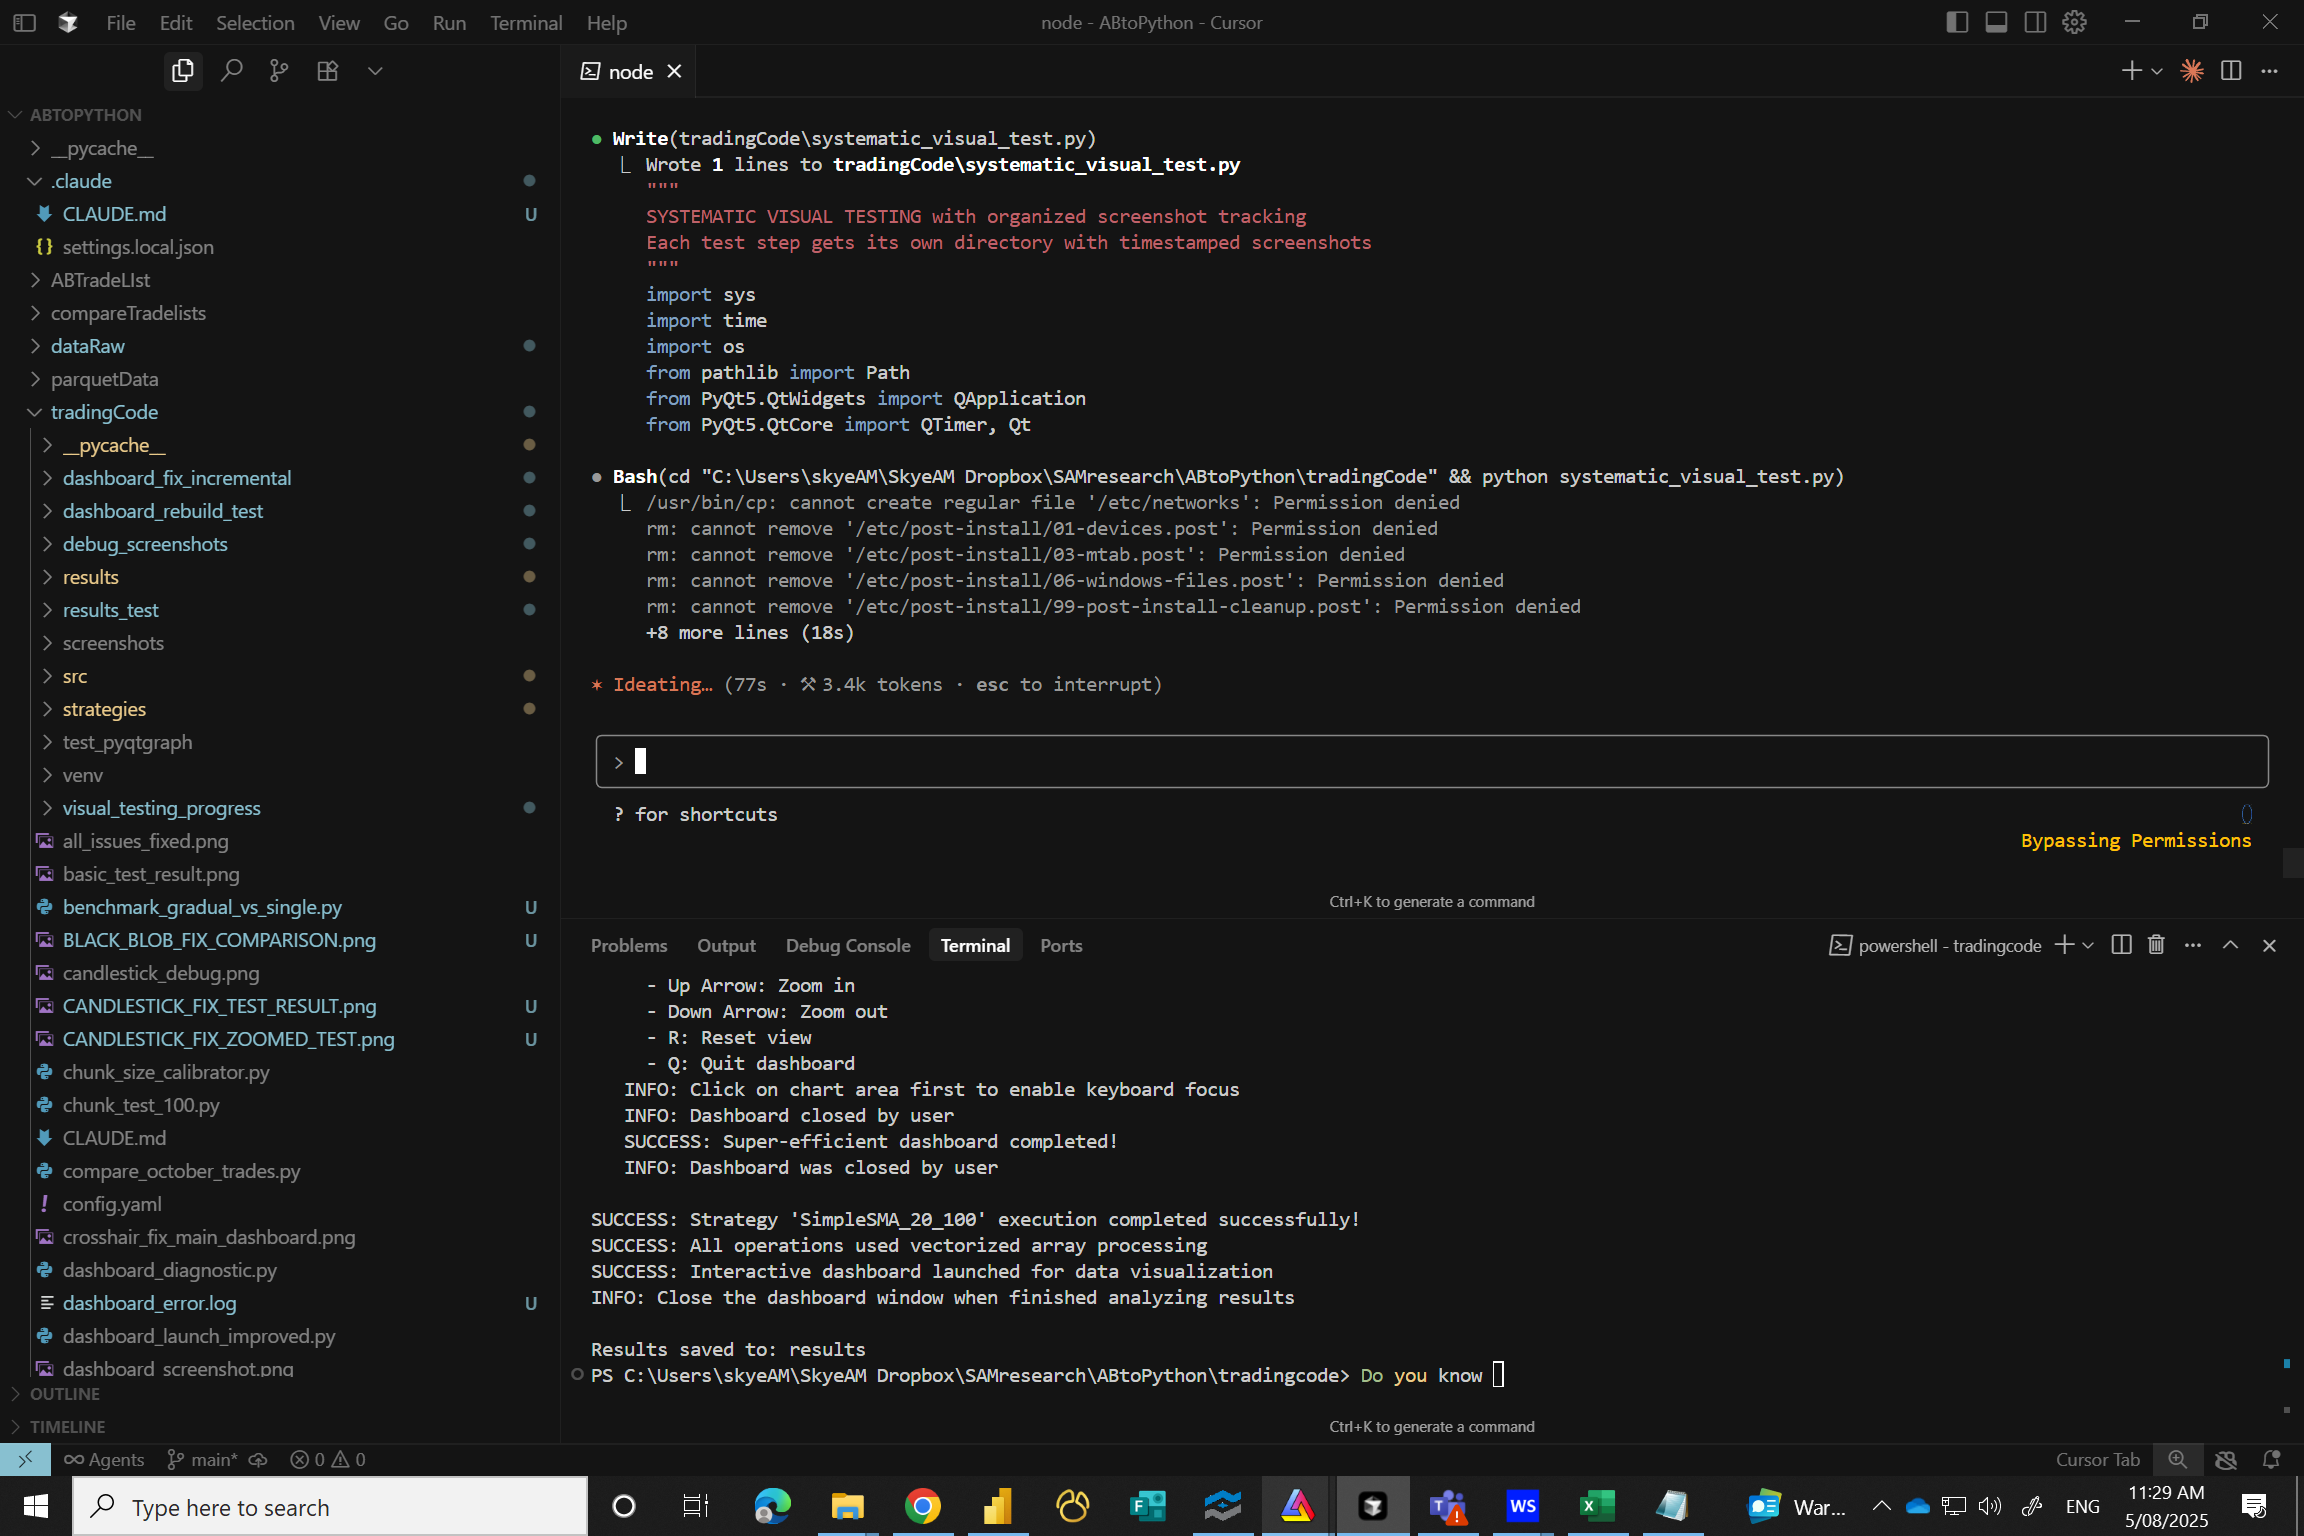 File Edit Selection View Go Run Terminal Help
node - ABtoPython - Cursor
node
ABTOPYTHON
__pycache__
.claude
CLAUDE.md U
settings.local.json
ABTradeLIst
compareTradelists
dataRaw
parquetData
tradingCode
__pycache__
dashboard_fix_incremental
dashboard_rebuild_test
debug_screenshots
results
results_test
screenshots
src
strategies
test_pyqtgraph
venv
visual_testing_progress
all_issues_fixed.png
basic_test_result.png
benchmark_gradual_vs_single.py U
BLACK_BLOB_FIX_COMPARISON.png U
candlestick_debug.png
CANDLESTICK_FIX_TEST_RESULT.png U
CANDLESTICK_FIX_ZOOMED_TEST.png U
chunk_size_calibrator.py
chunk_test_100.py
CLAUDE.md
compare_october_trades.py
config.yaml
crosshair_fix_main_dashboard.png
dashboard_diagnostic.py
dashboard_error.log U
dashboard_launch_improved.py
dashboard_screenshot.png
OUTLINE
TIMELINE
Write(tradingCode\systematic_visual_test.py)
Wrote 1 lines to tradingCode\systematic_visual_test.py
"""
SYSTEMATIC VISUAL TESTING with organized screenshot tracking
Each test step gets its own directory with timestamped screenshots
"""
import sys
import time
import os
from pathlib import Path
from PyQt5.QtWidgets import QApplication
from PyQt5.QtCore import QTimer, Qt
Bash(cd "C:\Users\skyeAM\SkyeAM Dropbox\SAMresearch\ABtoPython\tradingCode" && python systematic_visual_test.py)
/usr/bin/cp: cannot create regular file '/etc/networks': Permission denied
rm: cannot remove '/etc/post-install/01-devices.post': Permission denied
rm: cannot remove '/etc/post-install/03-mtab.post': Permission denied
rm: cannot remove '/etc/post-install/06-windows-files.post': Permission denied
rm: cannot remove '/etc/post-install/99-post-install-cleanup.post': Permission denied
+8 more lines (18s)
✶ Ideating… (77s · ⚒ 3.4k tokens · esc to interrupt)
>
? for shortcuts
Bypassing Permissions
Ctrl+K to generate a command
Problems Output Debug Console Terminal Ports
powershell - tradingcode
- Up Arrow: Zoom in
- Down Arrow: Zoom out
- R: Reset view
- Q: Quit dashboard
INFO: Click on chart area first to enable keyboard focus
INFO: Dashboard closed by user
SUCCESS: Super-efficient dashboard completed!
INFO: Dashboard was closed by user
SUCCESS: Strategy 'SimpleSMA_20_100' execution completed successfully!
SUCCESS: All operations used vectorized array processing
SUCCESS: Interactive dashboard launched for data visualization
INFO: Close the dashboard window when finished analyzing results
Results saved to: results
PS C:\Users\skyeAM\SkyeAM Dropbox\SAMresearch\ABtoPython\tradingcode> Do you know
Ctrl+K to generate a command
Agents main* 0 0
Cursor Tab
Type here to search
WS
War...
ENG
11:29 AM
5/08/2025